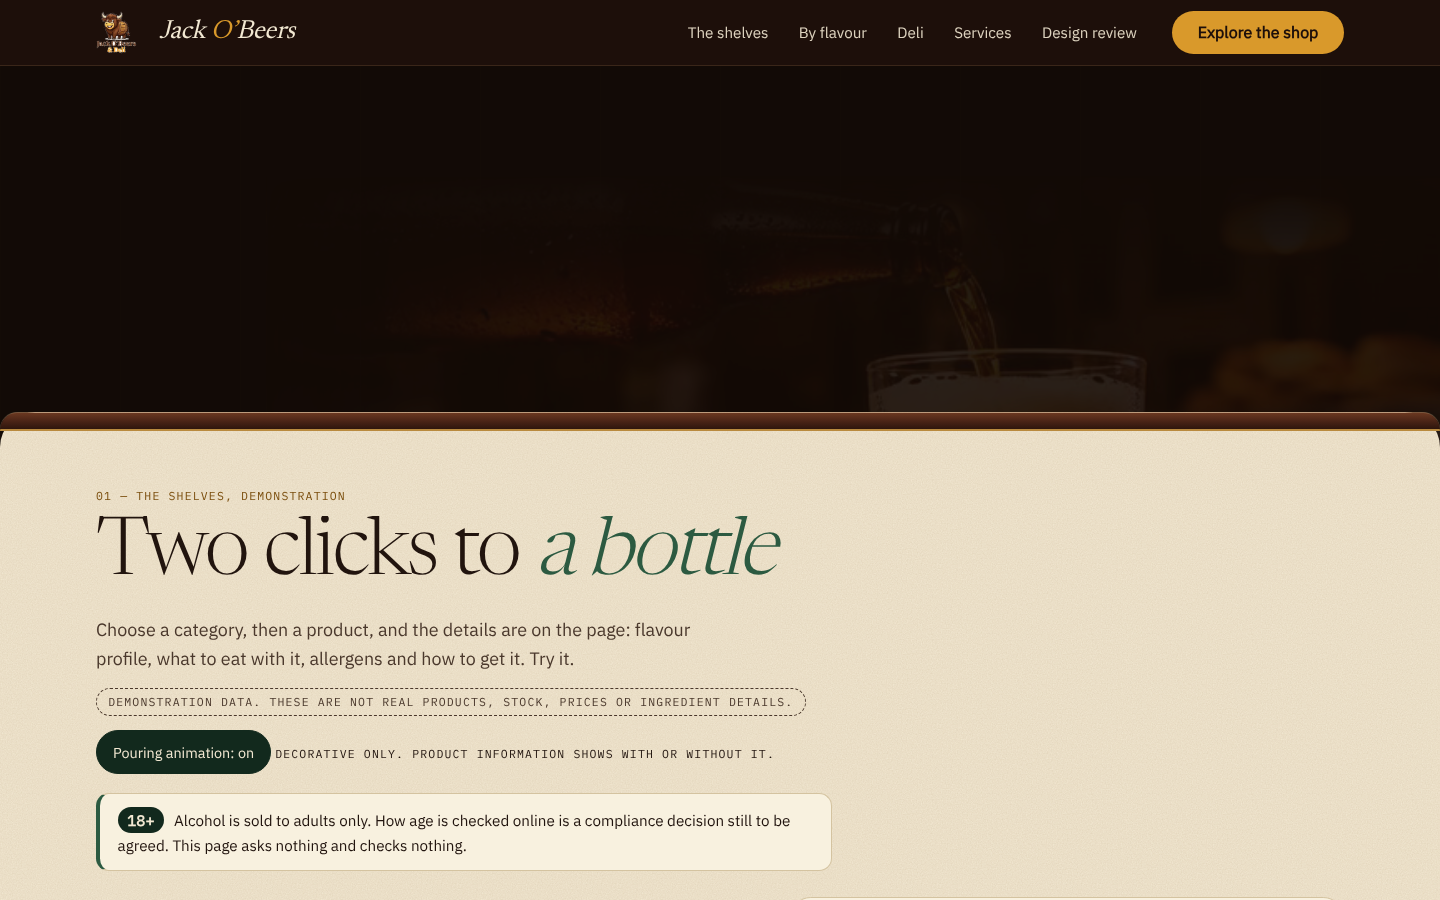 Jack O'Beers
Jack O’Beers
The shelves
By flavour
Deli
Services
Design review
Explore the shop
01 — THE SHELVES, DEMONSTRATION
Two clicks to a bottle
Choose a category, then a product, and the details are on the page: flavour
profile, what to eat with it, allergens and how to get it. Try it.
DEMONSTRATION DATA. THESE ARE NOT REAL PRODUCTS, STOCK, PRICES OR INGREDIENT DETAILS.
Pouring animation: on
DECORATIVE ONLY. PRODUCT INFORMATION SHOWS WITH OR WITHOUT IT.
18+ Alcohol is sold to adults only. How age is checked online is a compliance decision still to be
agreed. This page asks nothing and checks nothing.